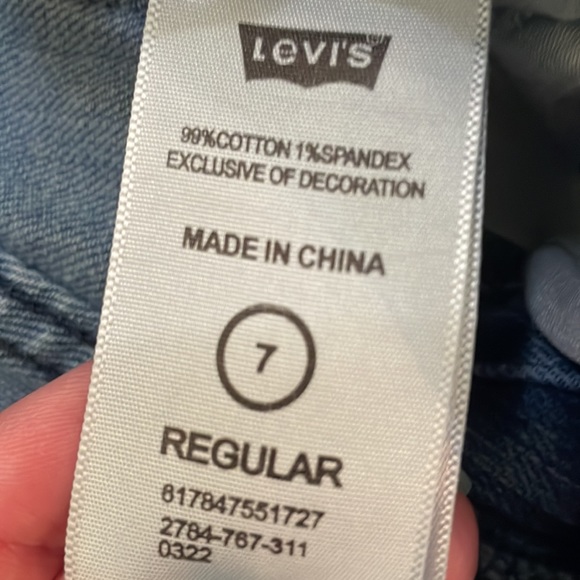 Levi's
99%COTTON 1%SPANDEX
EXCLUSIVE OF DECORATION
MADE IN CHINA
7
REGULAR
617847551727
2784-767-311
0322